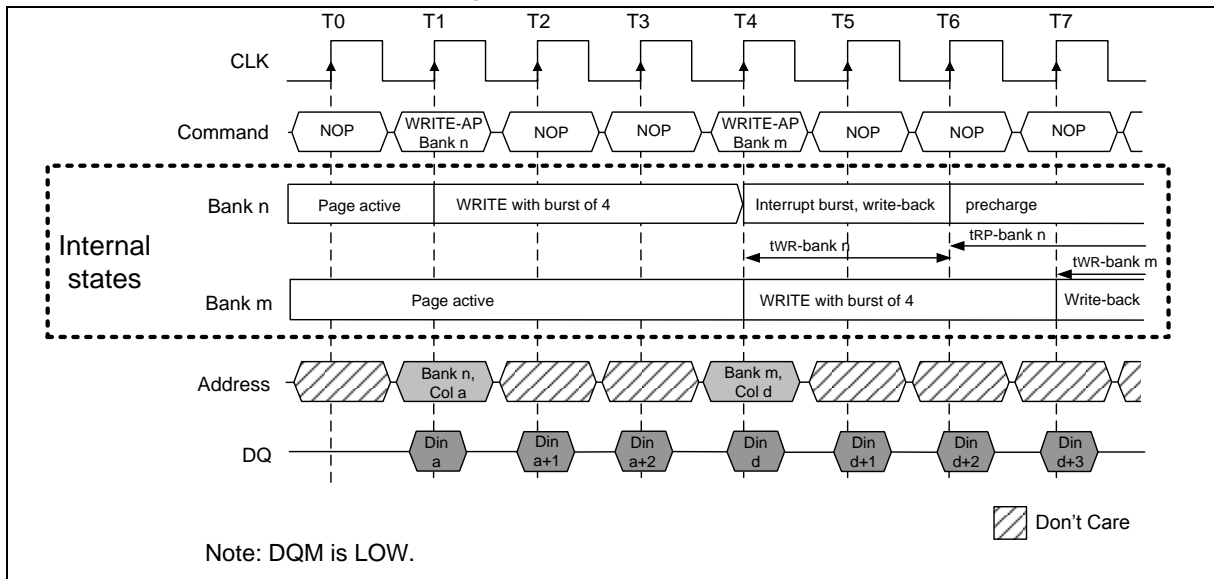 T0 T1 T2 T3 T4 T5 T6 T7
CLK
Command NOP WRITE-AP Bank n NOP NOP WRITE-AP Bank m NOP NOP NOP
Bank n Page active WRITE with burst of 4 Interrupt burst, write-back precharge
Internal states
tWR-bank n tRP-bank n
tWR-bank m
Bank m Page active WRITE with burst of 4 Write-back
Address Bank n, Col a Bank m, Col d
DQ Din a Din a+1 Din a+2 Din d Din d+1 Din d+2 Din d+3
Don't Care
Note: DQM is LOW.